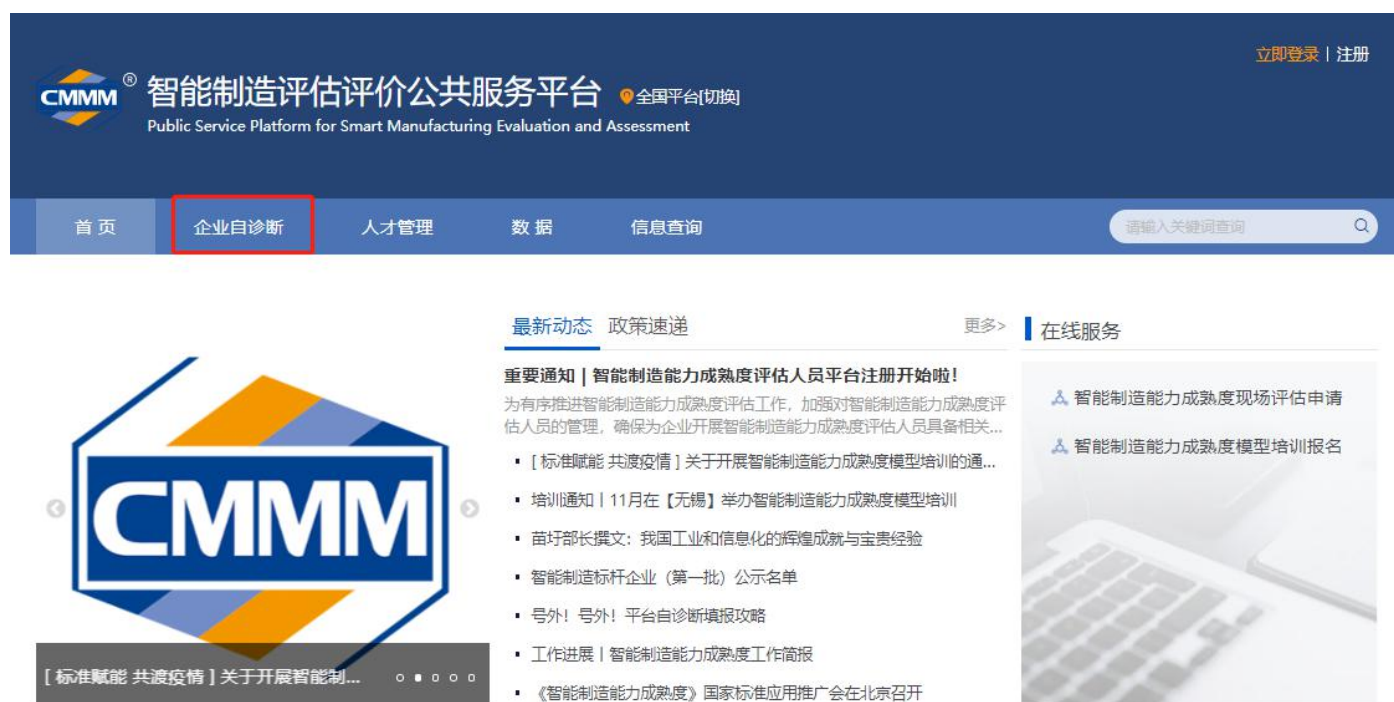 立即登录 | 注册
CMMM ®
智能制造评估评价公共服务平台 全国平台[切换]
Public Service Platform for Smart Manufacturing Evaluation and Assessment
首 页 企业自诊断 人才管理 数 据 信息查询 请输入关键词查询
最新动态 政策速递 更多>
重要通知 | 智能制造能力成熟度评估人员平台注册开始啦！
为有序推进智能制造能力成熟度评估工作，加强对智能制造能力成熟度评
估人员的管理，确保为企业开展智能制造能力成熟度评估人员具备相关...
[ 标准赋能 共渡疫情 ] 关于开展智能制造能力成熟度模型培训的通...
培训通知 | 11月在【无锡】举办智能制造能力成熟度模型培训
苗圩部长撰文：我国工业和信息化的辉煌成就与宝贵经验
智能制造标杆企业（第一批）公示名单
号外！号外！平台自诊断填报攻略
工作进展 | 智能制造能力成熟度工作简报
《智能制造能力成熟度》国家标准应用推广会在北京召开
CMMM
[ 标准赋能 共渡疫情 ] 关于开展智能制...
在线服务
智能制造能力成熟度现场评估申请
智能制造能力成熟度模型培训报名